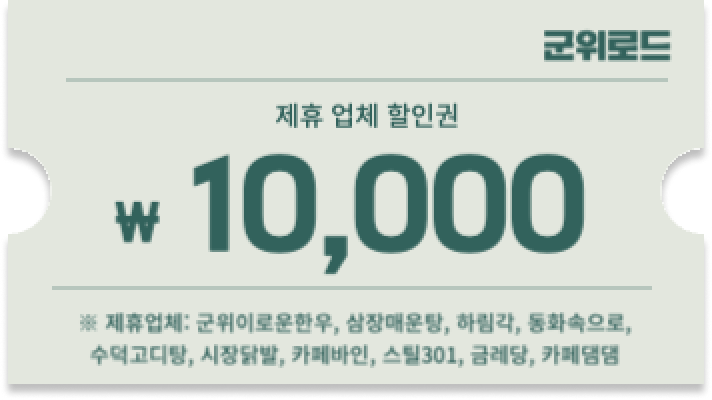 군위로드
제휴 업체 할인권
₩ 10,000
※ 제휴업체: 군위이로운한우, 삼장매운탕, 하림각, 동화속으로,
수덕고디탕, 시장닭발, 카페바인, 스틸301, 금레당, 카페댐댐